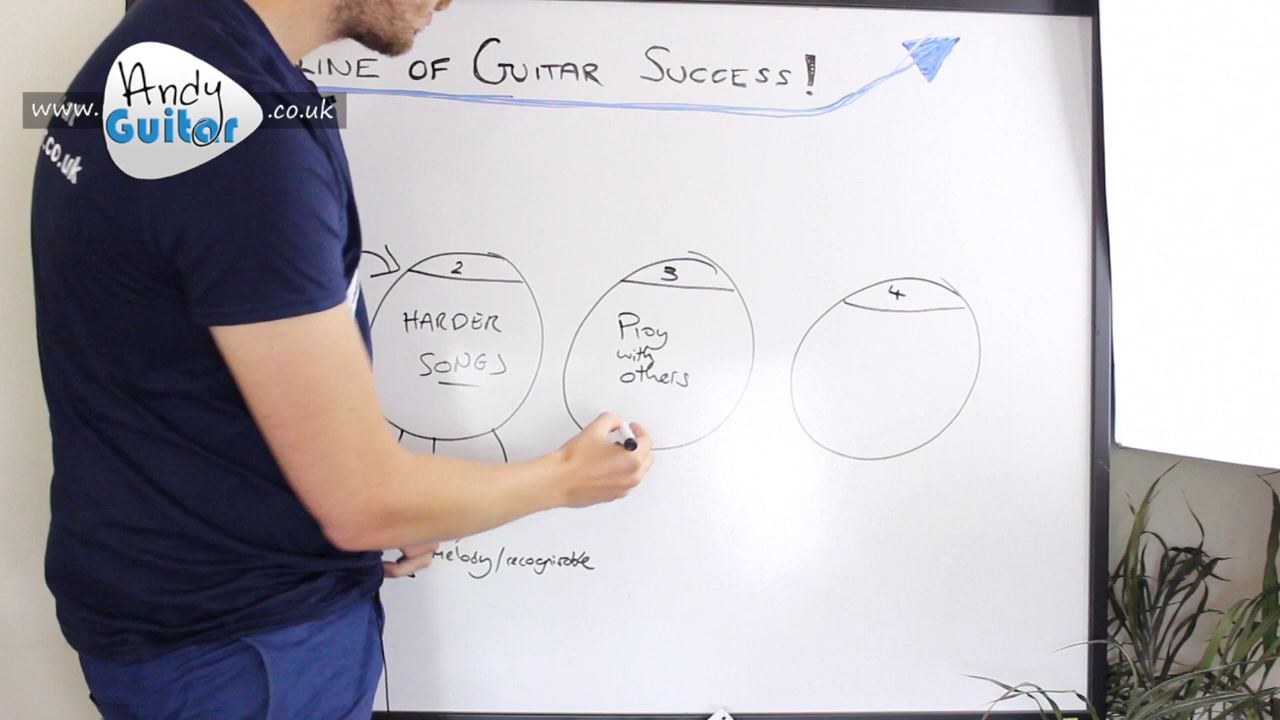 LINE OF GUITAR SUCCESS!
www.
Andy
Guitar
.co.uk
.co.uk
2
HARDER
SONGS
3
Play
with
others
4
melody/recognisable